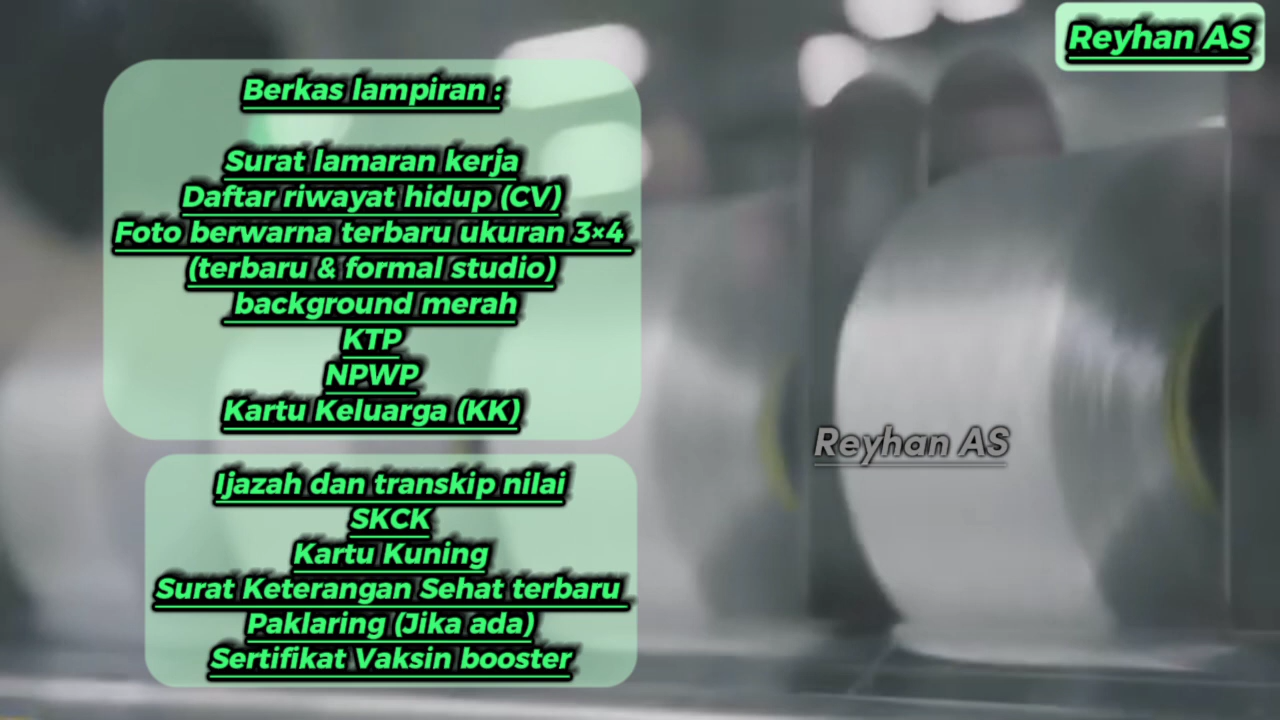 Reyhan AS
Berkas lampiran :
Surat lamaran kerja
Daftar riwayat hidup (CV)
Foto berwarna terbaru ukuran 3×4
(terbaru & formal studio)
background merah
KTP
NPWP
Kartu Keluarga (KK)
Reyhan AS
Ijazah dan transkip nilai
SKCK
Kartu Kuning
Surat Keterangan Sehat terbaru
Paklaring (Jika ada)
Sertifikat Vaksin booster